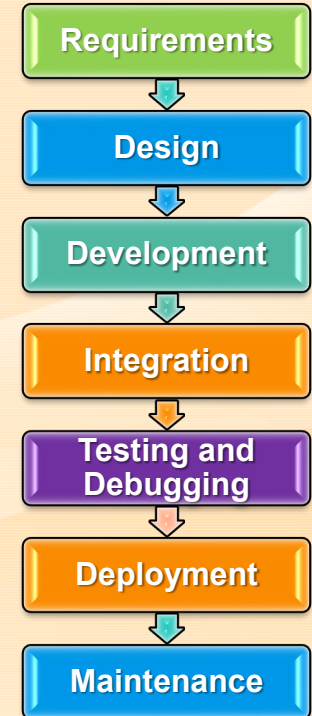 Requirements
Design
Development
Integration
Testing and
Debugging
Deployment
Maintenance